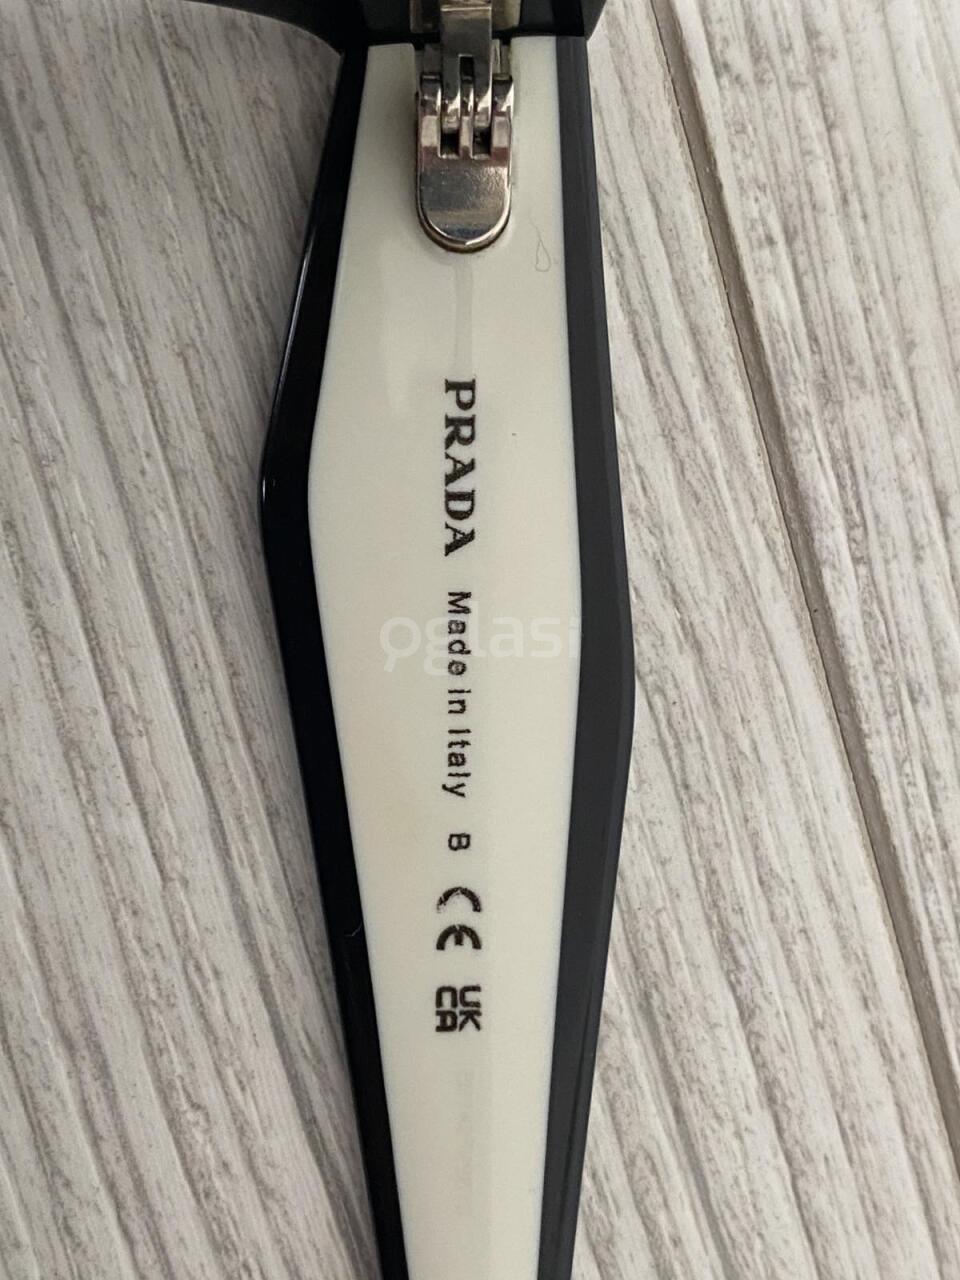 PRADA Made in Italy B CE UK
CA
oglasi